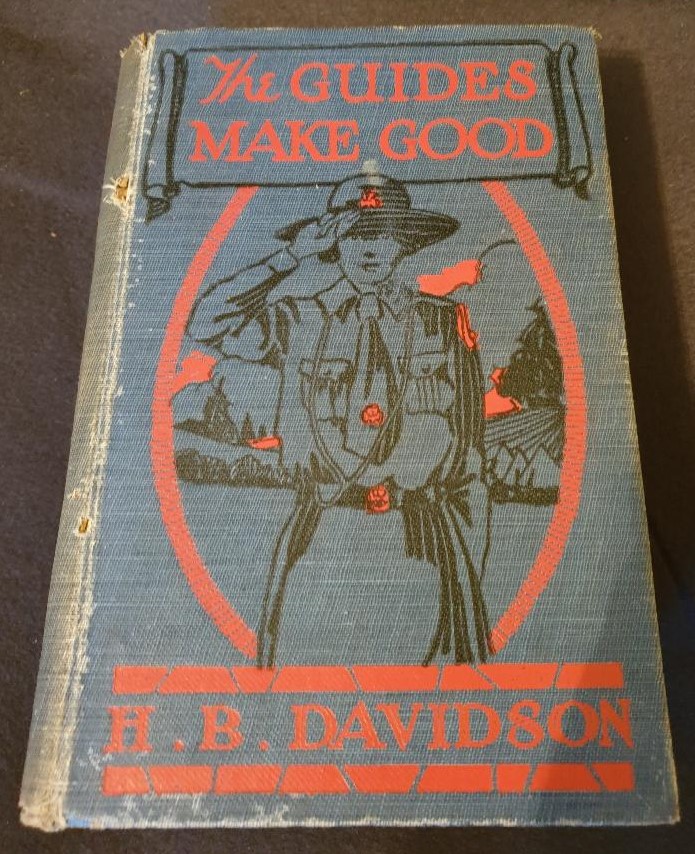 The GUIDES
MAKE GOOD
H. B. DAVIDSON